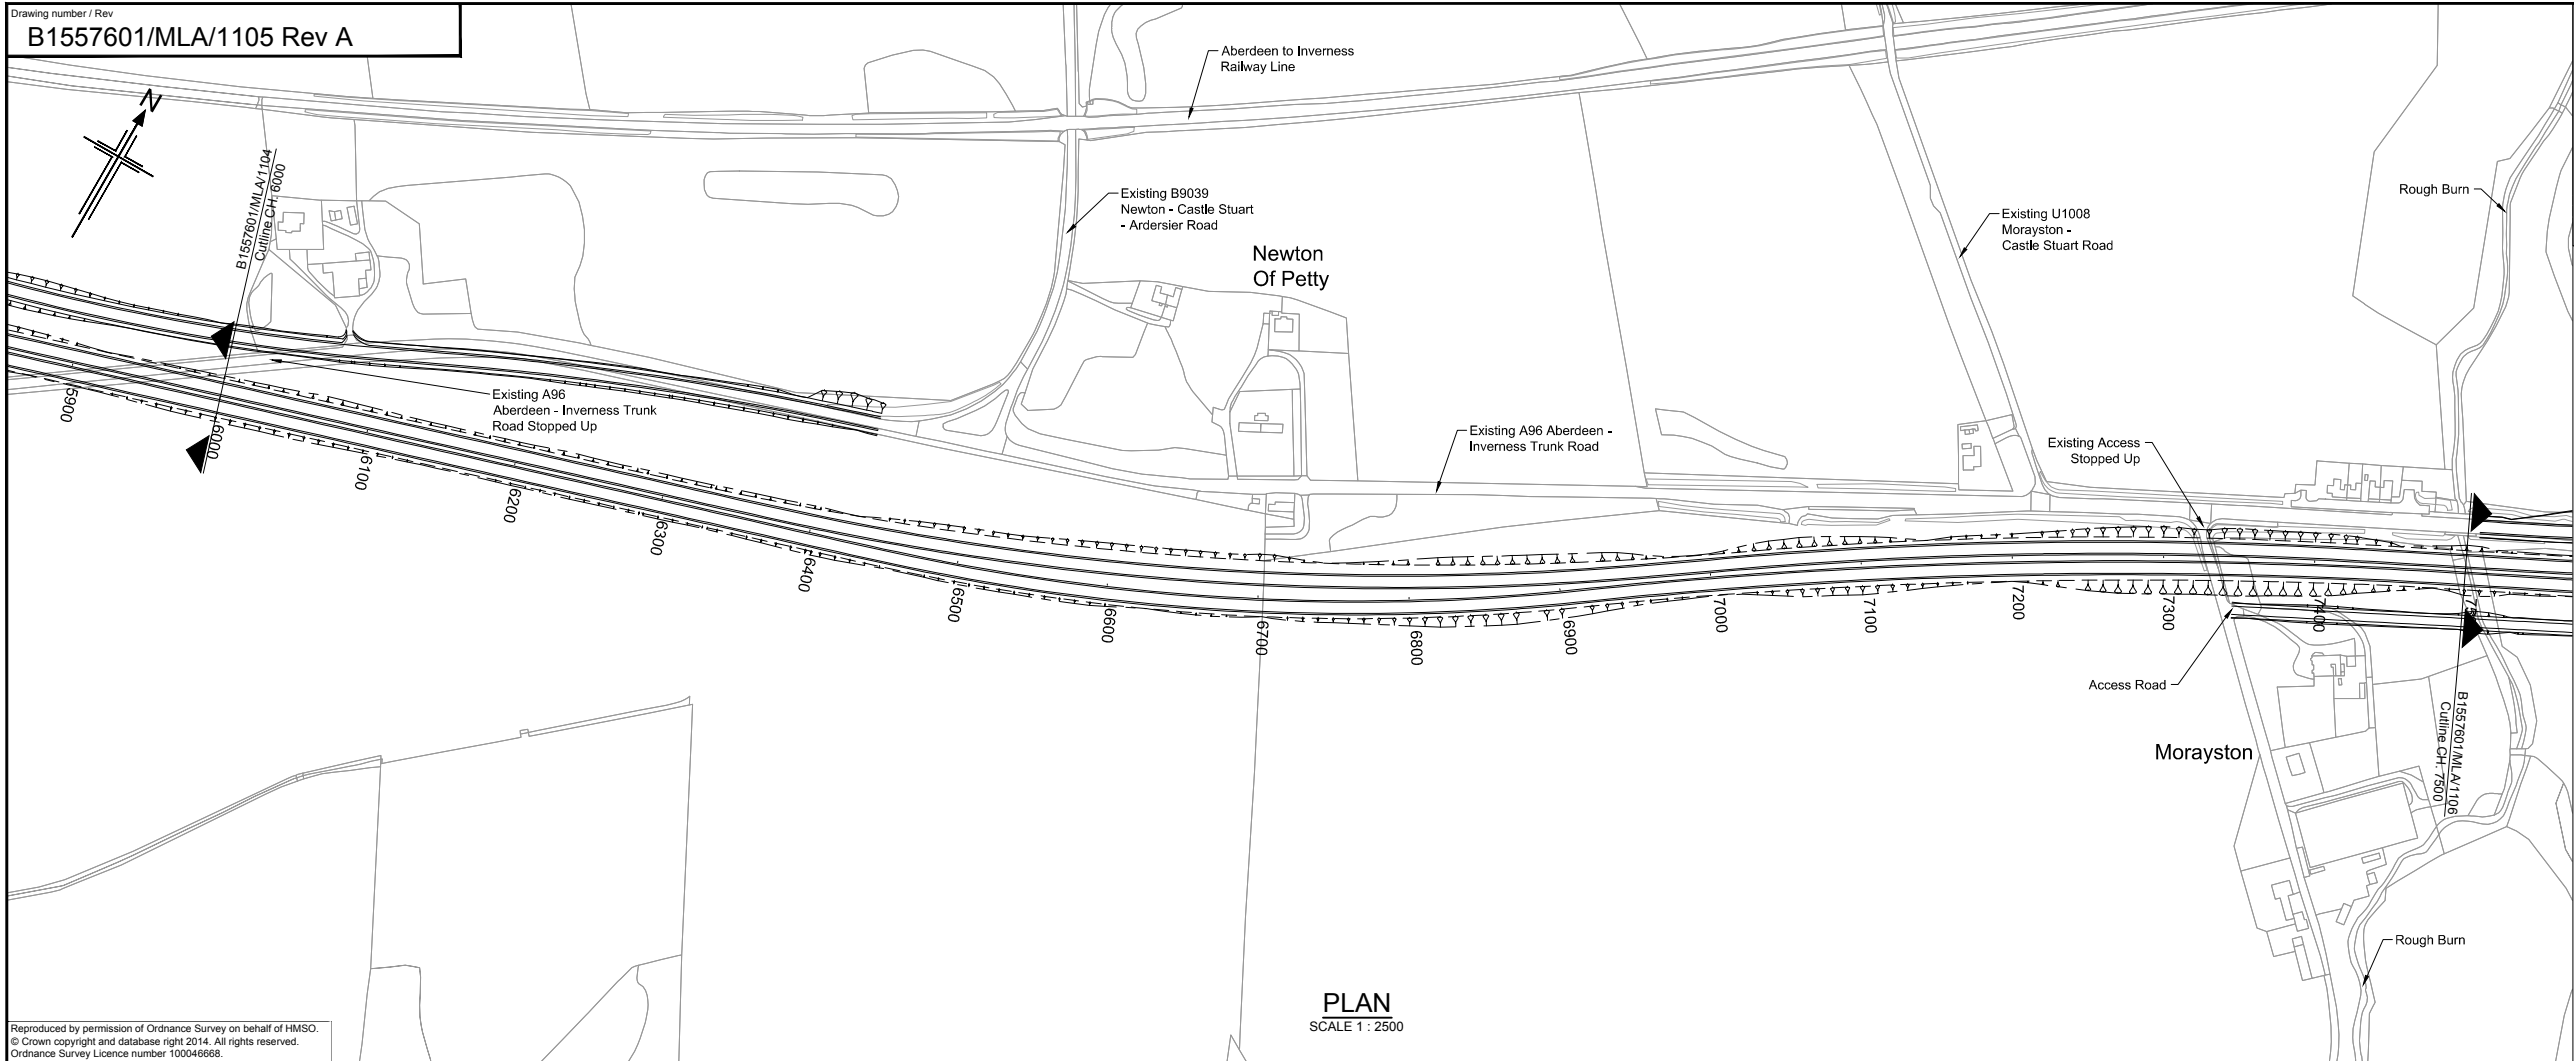 Drawing number / Rev
B1557601/MLA/1105 Rev A
N
Aberdeen to Inverness
Railway Line
B1557601/MLA/1104
Cutline CH. 6000
Existing B9039
Newton - Castle Stuart
- Ardersier Road
Newton
Of Petty
Existing U1008
Morayston -
Castle Stuart Road
Rough Burn
Existing A96
Aberdeen - Inverness Trunk
Road Stopped Up
Existing A96 Aberdeen -
Inverness Trunk Road
Existing Access
Stopped Up
5900
6000
6100
6200
6300
6400
6500
6600
6700
6800
6900
7000
7100
7200
7300
7400
Access Road
Morayston
B1557601/MLA/1106
Cutline CH. 7500
Rough Burn
PLAN
SCALE 1 : 2500
Reproduced by permission of Ordnance Survey on behalf of HMSO.
© Crown copyright and database right 2014. All rights reserved.
Ordnance Survey Licence number 100046668.